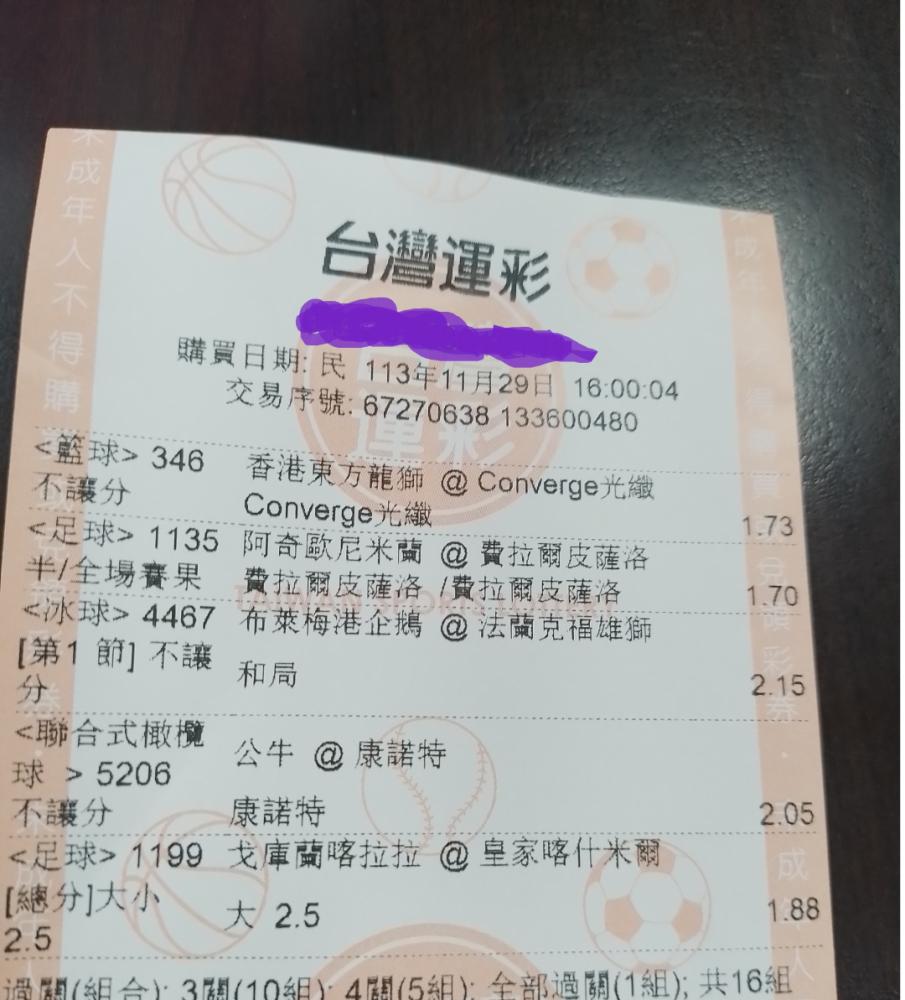 台灣運彩
購買日期: 民 113年11月29日 16:00:04
交易序號: 67270638 133600480
<籃球> 346 香港東方龍獅 @ Converge光纖
不讓分 Converge光纖 1.73
<足球> 1135 阿奇歐尼米蘭 @ 費拉爾皮薩洛
半/全場賽果 費拉爾皮薩洛 /費拉爾皮薩洛 1.70
<冰球> 4467 布萊梅港企鵝 @ 法蘭克福雄獅
[第1 節] 不讓
分 和局 2.15
<聯合式橄欖
球 > 5206 公牛 @ 康諾特
不讓分 康諾特 2.05
<足球> 1199 戈庫蘭喀拉拉 @ 皇家喀什米爾
[總分]大小 大 2.5 1.88
2.5
過關(組合): 3關(10組); 4關(5組); 全部過關(1組); 共16組
未成年人不得購